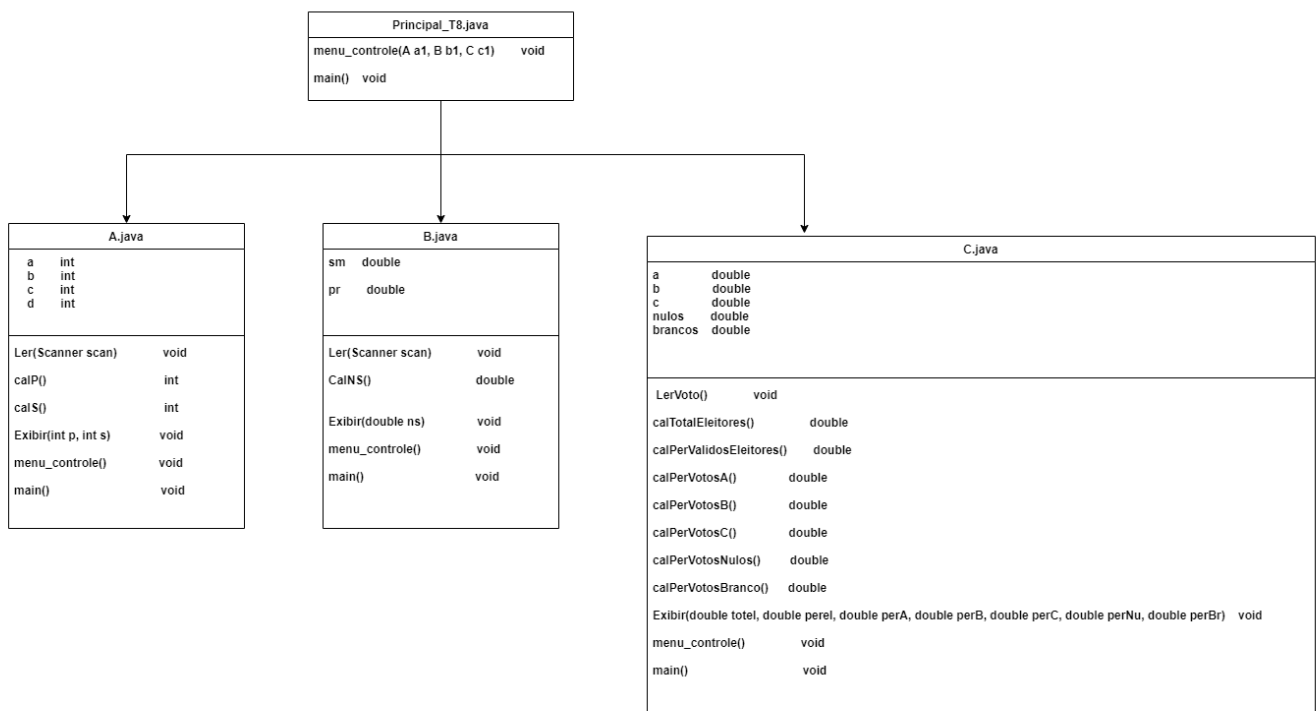 Principal_T8.java
menu_controle(A a1, B b1, C c1) void
main() void
A.java
a int
b int
c int
d int
Ler(Scanner scan) void
calP() int
calS() int
Exibir(int p, int s) void
menu_controle() void
main() void
B.java
sm double
pr double
Ler(Scanner scan) void
CalNS() double
Exibir(double ns) void
menu_controle() void
main() void
C.java
a double
b double
c double
nulos double
brancos double
LerVoto() void
calTotalEleitores() double
calPerValidosEleitores() double
calPerVotosA() double
calPerVotosB() double
calPerVotosC() double
calPerVotosNulos() double
calPerVotosBranco() double
Exibir(double totel, double perel, double perA, double perB, double perC, double perNu, double perBr) void
menu_controle() void
main() void